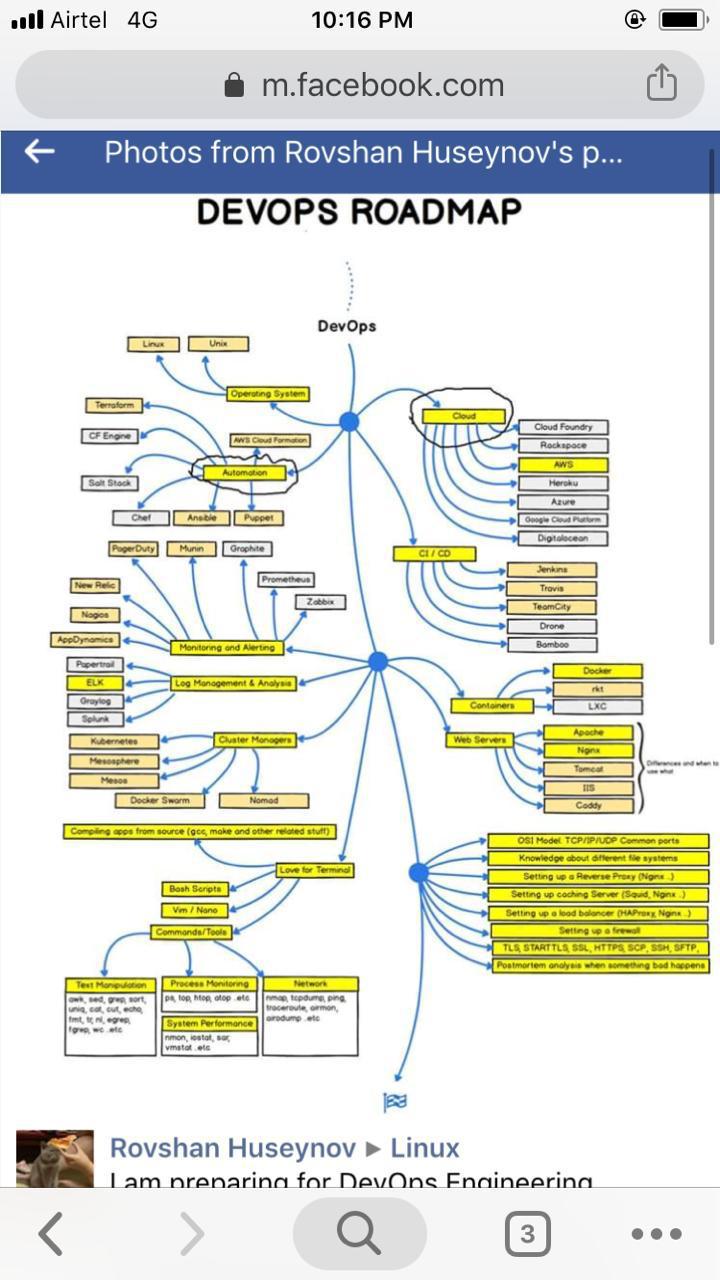 Airtel 4G 10:16 PM
m.facebook.com
Photos from Rovshan Huseynov's p...
DEVOPS ROADMAP
DevOps
Linux
Unix
Operating System
Terraform
CF Engine
AWS Cloud Formation
Automation
Salt Stack
Chef
Ansible
Puppet
Cloud
Cloud Foundry
Rackspace
AWS
Heroku
Azure
Google Cloud Platform
Digitalocean
CI / CD
Jenkins
Travis
TeamCity
Drone
Bamboo
PagerDuty
Munin
Graphite
Prometheus
Zabbix
New Relic
Nagios
AppDynamics
Monitoring and Alerting
Papertrail
ELK
Graylog
Splunk
Log Management & Analysis
Kubernetes
Mesosphere
Mesos
Cluster Managers
Docker Swarm
Nomad
Containers
Docker
rkt
LXC
Web Servers
Apache
Nginx
Tomcat
IIS
Caddy
Differences and when to
use what
Compiling apps from source (gcc, make and other related stuff)
Love for Terminal
Bash Scripts
Vim / Nano
Commands/Tools
Text Manipulation
awk, sed, grep, sort,
uniq, cat, cut, echo,
fmt, tr, nl, egrep,
fgrep, wc ..etc
Process Monitoring
ps, top, htop, atop ..etc
System Performance
nmon, iostat, sar,
vmstat ..etc
Network
nmap, tcpdump, ping,
traceroute, airmon,
airodump ..etc
OSI Model. TCP/IP/UDP Common ports
Knowledge about different file systems
Setting up a Reverse Proxy (Nginx ..)
Setting up caching Server (Squid, Nginx ..)
Setting up a load balancer (HAProxy, Nginx ..)
Setting up a firewall
TLS, STARTTLS, SSL, HTTPS, SCP, SSH, SFTP,
Postmortem analysis when something bad happens
Rovshan Huseynov ▸ Linux
I am preparing for DevOps Engineering
3